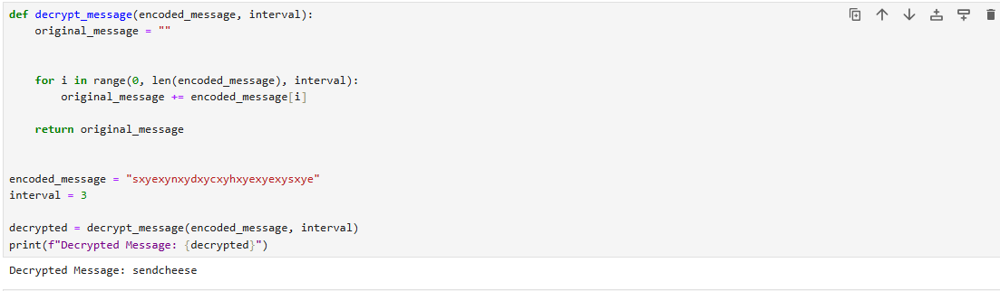 def decrypt_message(encoded_message, interval):
    original_message = ""
    for i in range(0, len(encoded_message), interval):
        original_message += encoded_message[i]
    return original_message
encoded_message = "sxyexynxydxycxyhxyexyexysxye"
interval = 3
decrypted = decrypt_message(encoded_message, interval)
print(f"Decrypted Message: {decrypted}")
Decrypted Message: sendcheese